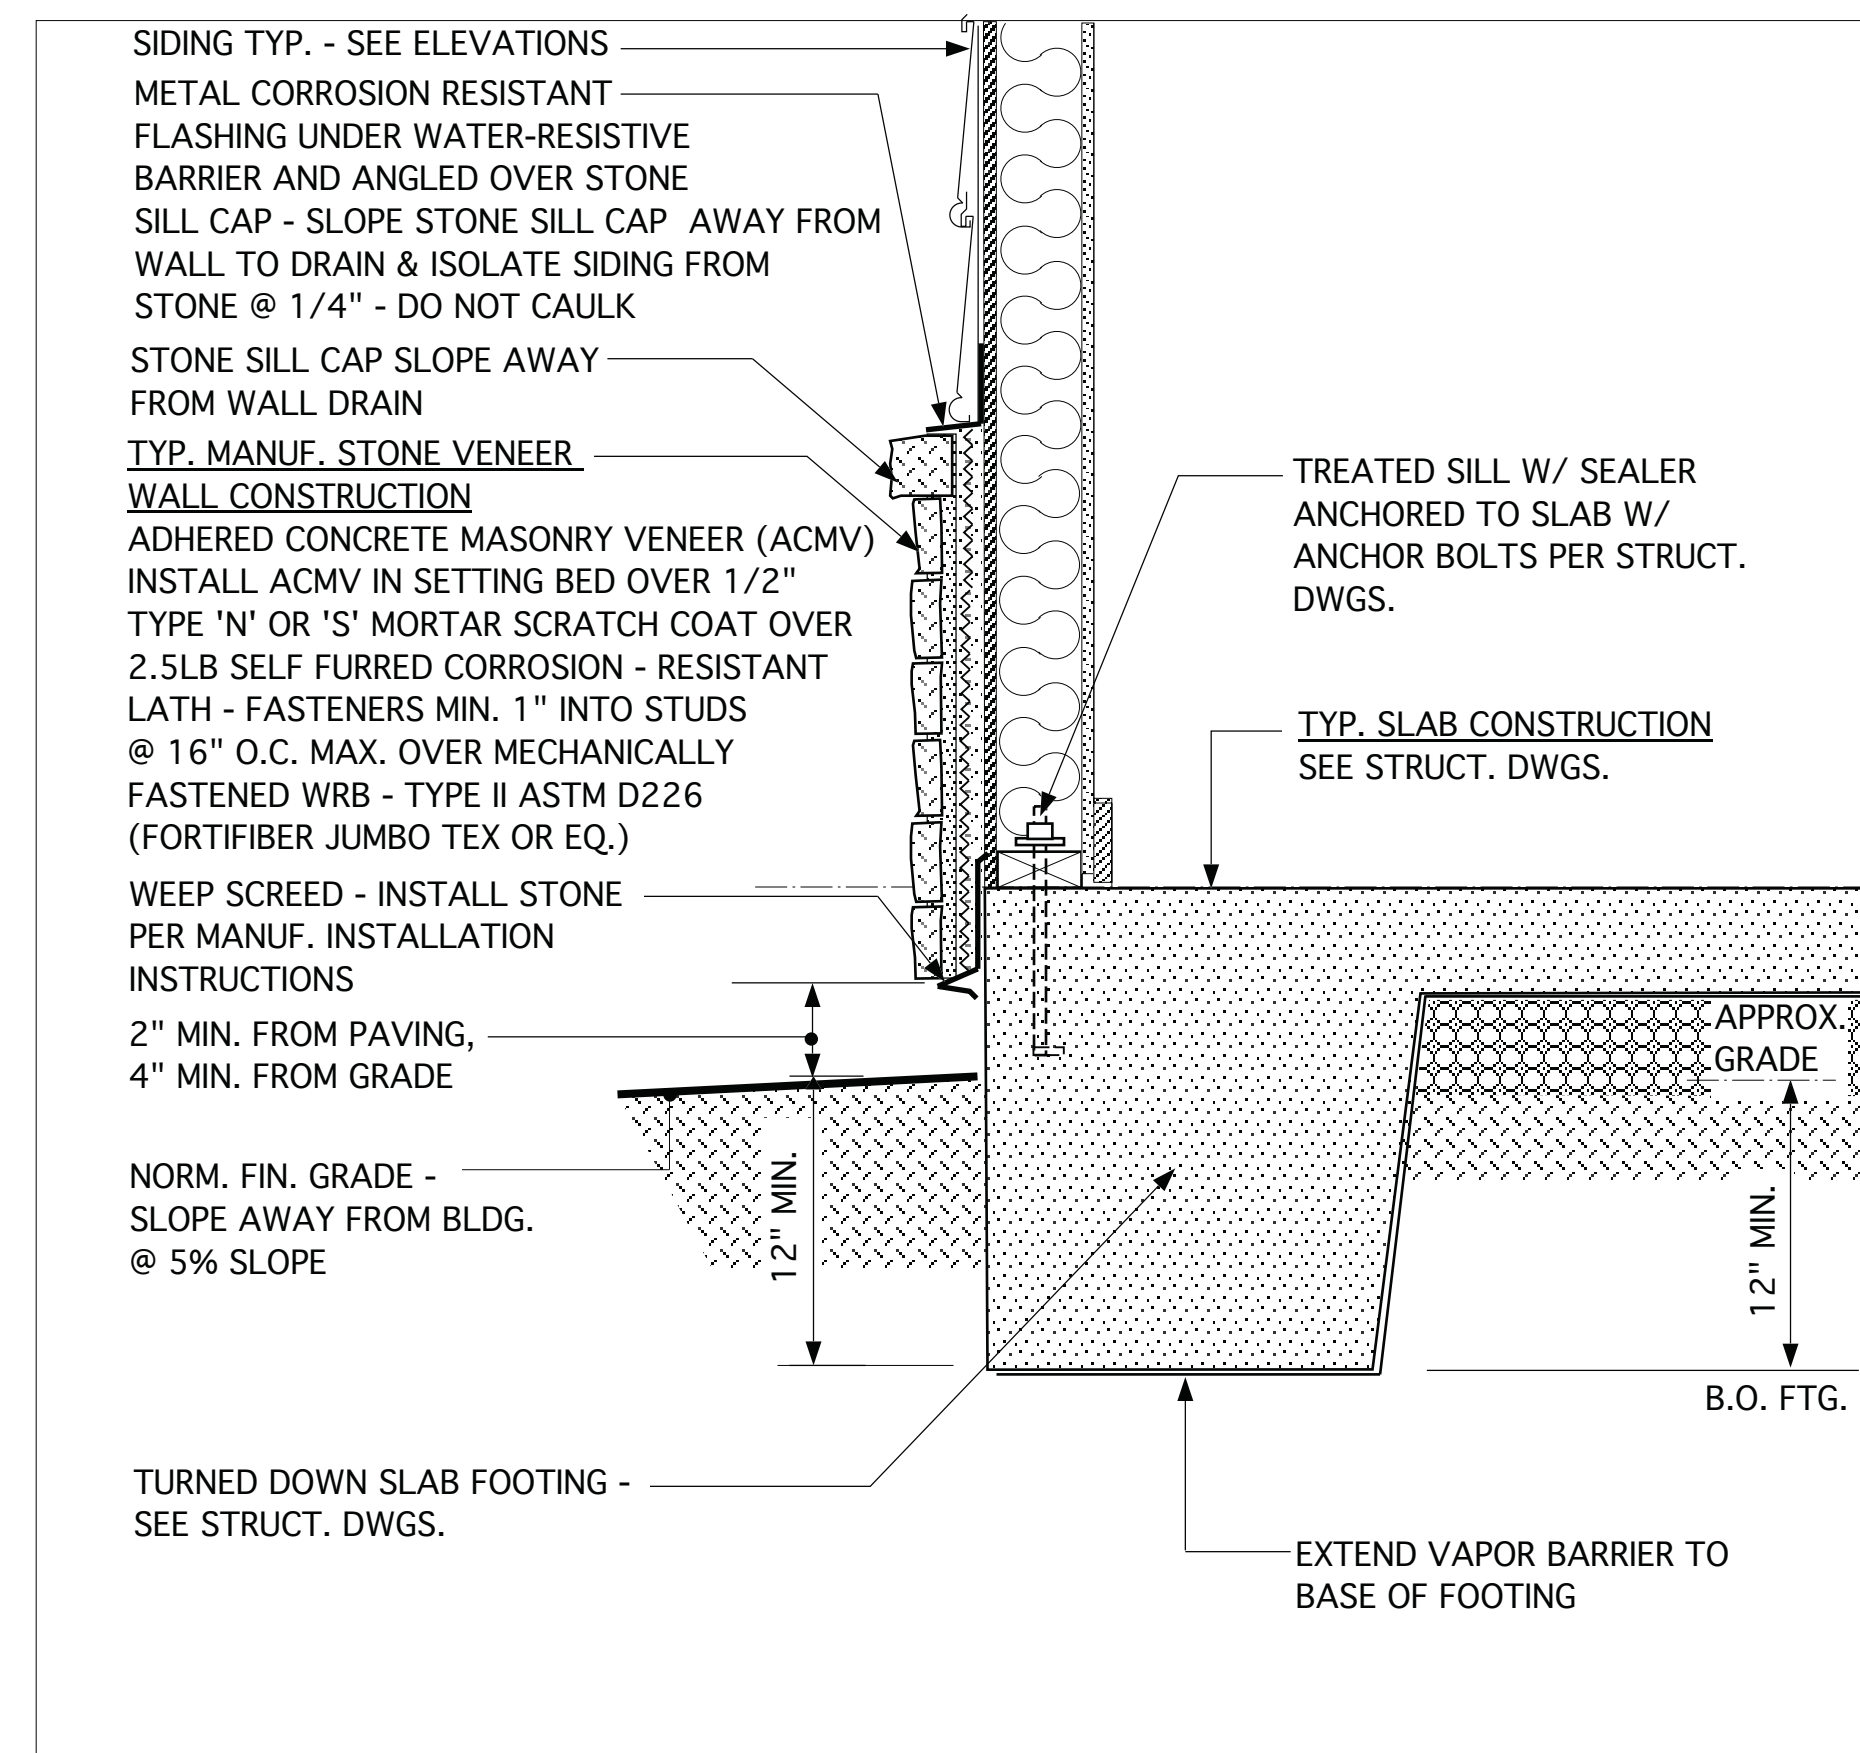 SIDING TYP. - SEE ELEVATIONS
METAL CORROSION RESISTANT
FLASHING UNDER WATER-RESISTIVE
BARRIER AND ANGLED OVER STONE
SILL CAP - SLOPE STONE SILL CAP  AWAY FROM
WALL TO DRAIN & ISOLATE SIDING FROM
STONE @ 1/4" - DO NOT CAULK
STONE SILL CAP SLOPE AWAY
FROM WALL DRAIN
TYP. MANUF. STONE VENEER
WALL CONSTRUCTION
ADHERED CONCRETE MASONRY VENEER (ACMV)
INSTALL ACMV IN SETTING BED OVER 1/2"
TYPE 'N' OR 'S' MORTAR SCRATCH COAT OVER
2.5LB SELF FURRED CORROSION - RESISTANT
LATH - FASTENERS MIN. 1" INTO STUDS
@ 16" O.C. MAX. OVER MECHANICALLY
FASTENED WRB - TYPE II ASTM D226
(FORTIFIBER JUMBO TEX OR EQ.)
WEEP SCREED - INSTALL STONE
PER MANUF. INSTALLATION
INSTRUCTIONS
2" MIN. FROM PAVING,
4" MIN. FROM GRADE
NORM. FIN. GRADE -
SLOPE AWAY FROM BLDG.
@ 5% SLOPE
12" MIN.
TURNED DOWN SLAB FOOTING -
SEE STRUCT. DWGS.
TREATED SILL W/ SEALER
ANCHORED TO SLAB W/
ANCHOR BOLTS PER STRUCT.
DWGS.
TYP. SLAB CONSTRUCTION
SEE STRUCT. DWGS.
APPROX.
GRADE
12" MIN.
B.O. FTG.
EXTEND VAPOR BARRIER TO
BASE OF FOOTING